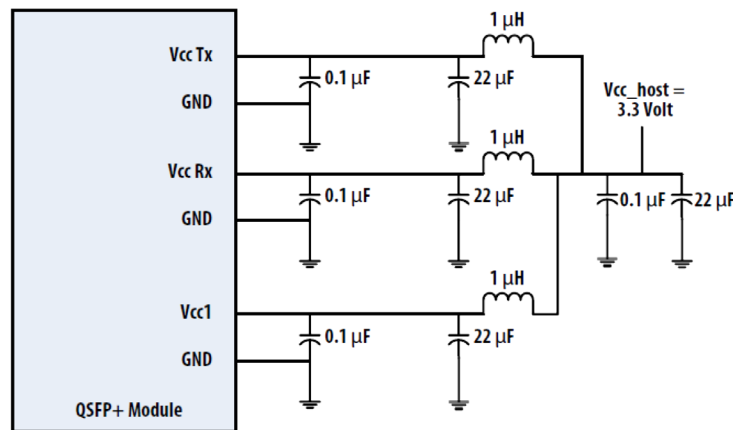 1 μH
Vcc Tx
0.1 μF
22 μF
GND
Vcc_host =
3.3 Volt
1 μH
Vcc Rx
0.1 μF
22 μF
0.1 μF
22 μF
GND
1 μH
Vcc1
0.1 μF
22 μF
GND
QSFP+ Module